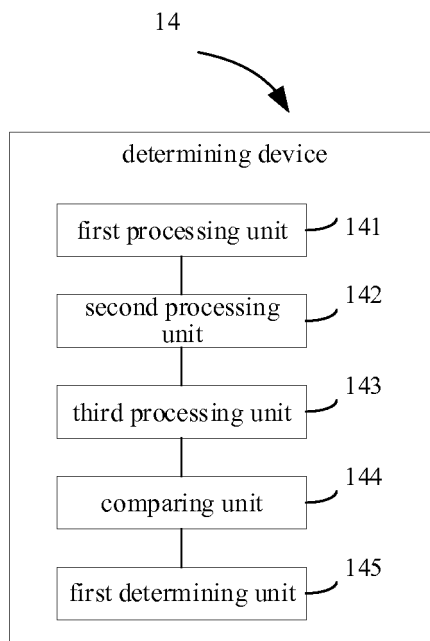 14
determining device
first processing unit
141
second processing
unit
142
third processing unit
143
comparing unit
144
first determining unit
145